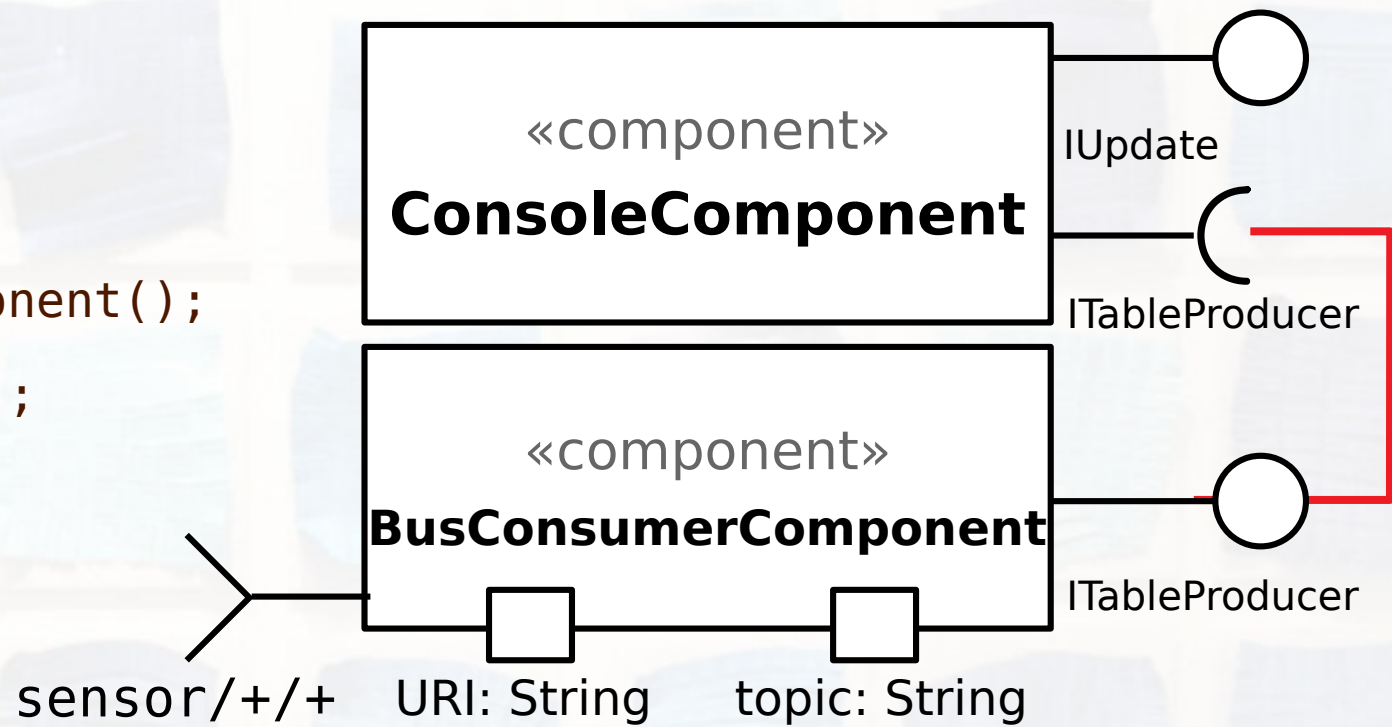 «component»
IUpdate
ConsoleComponent
onent();
ITableProducer
;
«component»
BusConsumerComponent
ITableProducer
sensor/+/+
URI: String
topic: String